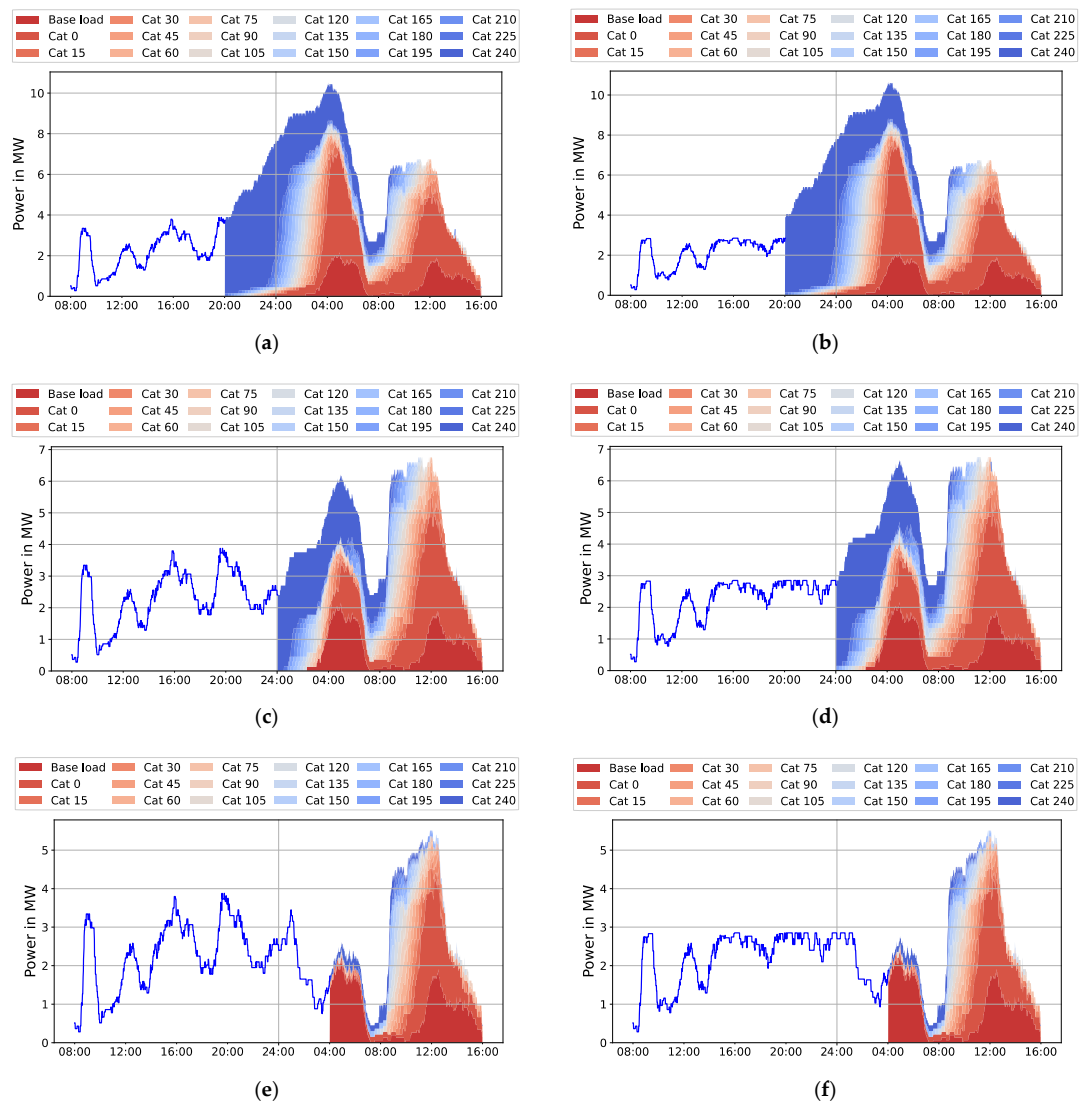 Base load Cat 30 Cat 75 Cat 120 Cat 165 Cat 210
Cat 0 Cat 45 Cat 90 Cat 135 Cat 180 Cat 225
Cat 15 Cat 60 Cat 105 Cat 150 Cat 195 Cat 240
Power in MW
10
8
6
4
2
0
08:00 12:00 16:00 20:00 24:00 04:00 08:00 12:00 16:00
(a)
Base load Cat 30 Cat 75 Cat 120 Cat 165 Cat 210
Cat 0 Cat 45 Cat 90 Cat 135 Cat 180 Cat 225
Cat 15 Cat 60 Cat 105 Cat 150 Cat 195 Cat 240
Power in MW
10
8
6
4
2
0
08:00 12:00 16:00 20:00 24:00 04:00 08:00 12:00 16:00
(b)
Base load Cat 30 Cat 75 Cat 120 Cat 165 Cat 210
Cat 0 Cat 45 Cat 90 Cat 135 Cat 180 Cat 225
Cat 15 Cat 60 Cat 105 Cat 150 Cat 195 Cat 240
Power in MW
7
6
5
4
3
2
1
0
08:00 12:00 16:00 20:00 24:00 04:00 08:00 12:00 16:00
(c)
Base load Cat 30 Cat 75 Cat 120 Cat 165 Cat 210
Cat 0 Cat 45 Cat 90 Cat 135 Cat 180 Cat 225
Cat 15 Cat 60 Cat 105 Cat 150 Cat 195 Cat 240
Power in MW
7
6
5
4
3
2
1
0
08:00 12:00 16:00 20:00 24:00 04:00 08:00 12:00 16:00
(d)
Base load Cat 30 Cat 75 Cat 120 Cat 165 Cat 210
Cat 0 Cat 45 Cat 90 Cat 135 Cat 180 Cat 225
Cat 15 Cat 60 Cat 105 Cat 150 Cat 195 Cat 240
Power in MW
5
4
3
2
1
0
08:00 12:00 16:00 20:00 24:00 04:00 08:00 12:00 16:00
(e)
Base load Cat 30 Cat 75 Cat 120 Cat 165 Cat 210
Cat 0 Cat 45 Cat 90 Cat 135 Cat 180 Cat 225
Cat 15 Cat 60 Cat 105 Cat 150 Cat 195 Cat 240
Power in MW
5
4
3
2
1
0
08:00 12:00 16:00 20:00 24:00 04:00 08:00 12:00 16:00
(f)